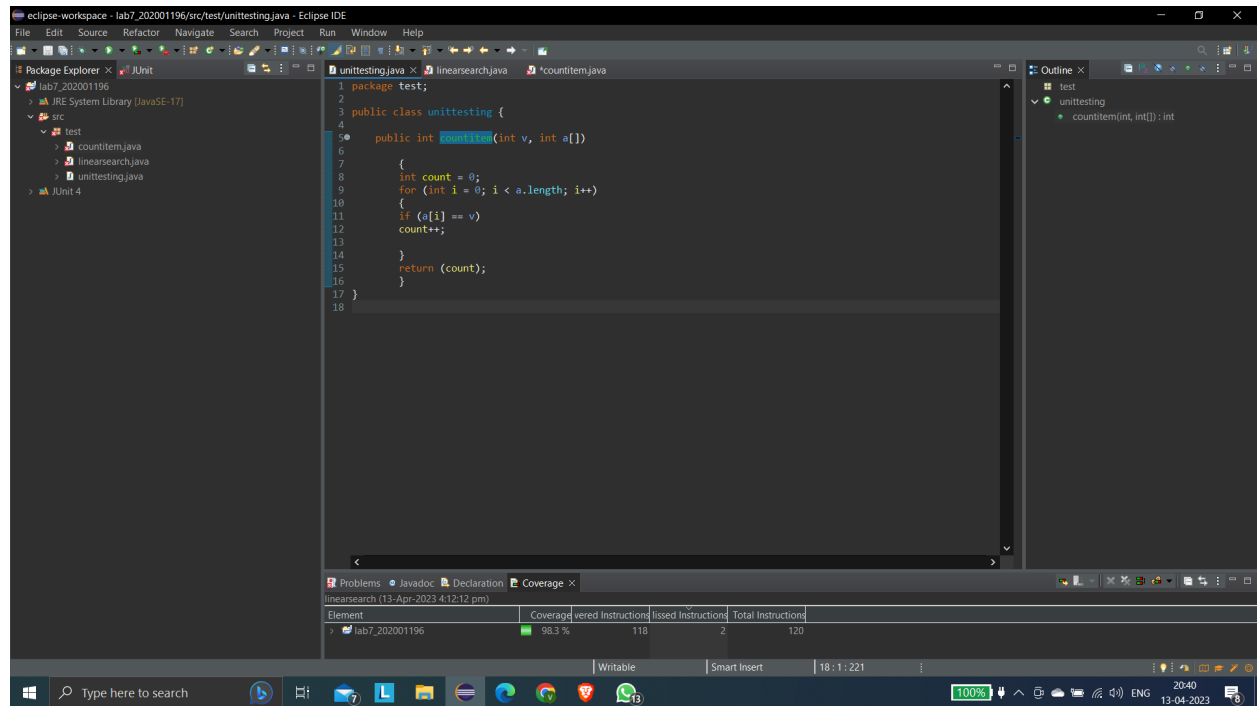 eclipse-workspace - lab7_202001196/src/test/unittesting.java - Eclipse IDE
File Edit Source Refactor Navigate Search Project Run Window Help
Package Explorer JUnit
lab7_202001196
JRE System Library [JavaSE-17]
src
test
countitem.java
linearsearch.java
unittesting.java
JUnit 4
unittesting.java linearsearch.java *countitem.java
1 package test;
2
3 public class unittesting {
4
5 public int countitem(int v, int a[])
6
7 {
8 int count = 0;
9 for (int i = 0; i < a.length; i++)
10 {
11 if (a[i] == v)
12 count++;
13
14 }
15 return (count);
16 }
17 }
18
Outline
test
unittesting
countitem(int, int[]) : int
Problems Javadoc Declaration Coverage
linearsearch (13-Apr-2023 4:12:12 pm)
Element Coverage vered Instructions lissed Instructions Total Instructions
lab7_202001196 98.3 % 118 2 120
Writable Smart Insert 18 : 1 : 221
Type here to search 7 L 13 100% ENG 20:40
13-04-2023 8